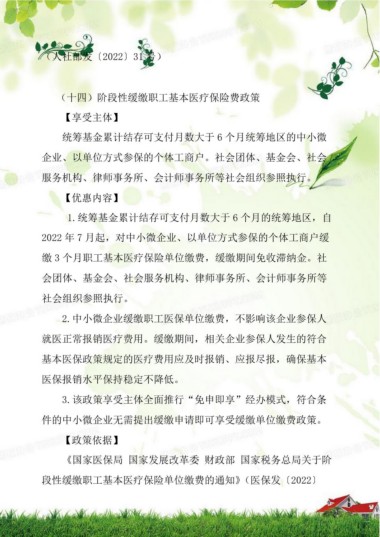 （人社部发〔2022〕31号）
（十四）阶段性缓缴职工基本医疗保险费政策
【享受主体】
统筹基金累计结存可支付月数大于 6 个月统筹地区的中小微
企业、以单位方式参保的个体工商户。社会团体、基金会、社会
服务机构、律师事务所、会计师事务所等社会组织参照执行。
【优惠内容】
1.统筹基金累计结存可支付月数大于 6 个月的统筹地区，自
2022 年 7 月起，对中小微企业、以单位方式参保的个体工商户缓
缴 3 个月职工基本医疗保险单位缴费，缓缴期间免收滞纳金。社
会团体、基金会、社会服务机构、律师事务所、会计师事务所等
社会组织参照执行。
2.中小微企业缓缴职工医保单位缴费，不影响该企业参保人
就医正常报销医疗费用。缓缴期间，相关企业参保人发生的符合
基本医保政策规定的医疗费用应及时报销、应报尽报，确保基本
医保报销水平保持稳定不降低。
3.该政策享受主体全面推行“免申即享”经办模式，符合条
件的中小微企业无需提出缓缴申请即可享受缓缴单位缴费政策。
【政策依据】
《国家医保局 国家发展改革委 财政部 国家税务总局关于阶
段性缓缴职工基本医疗保险单位缴费的通知》（医保发〔2022〕